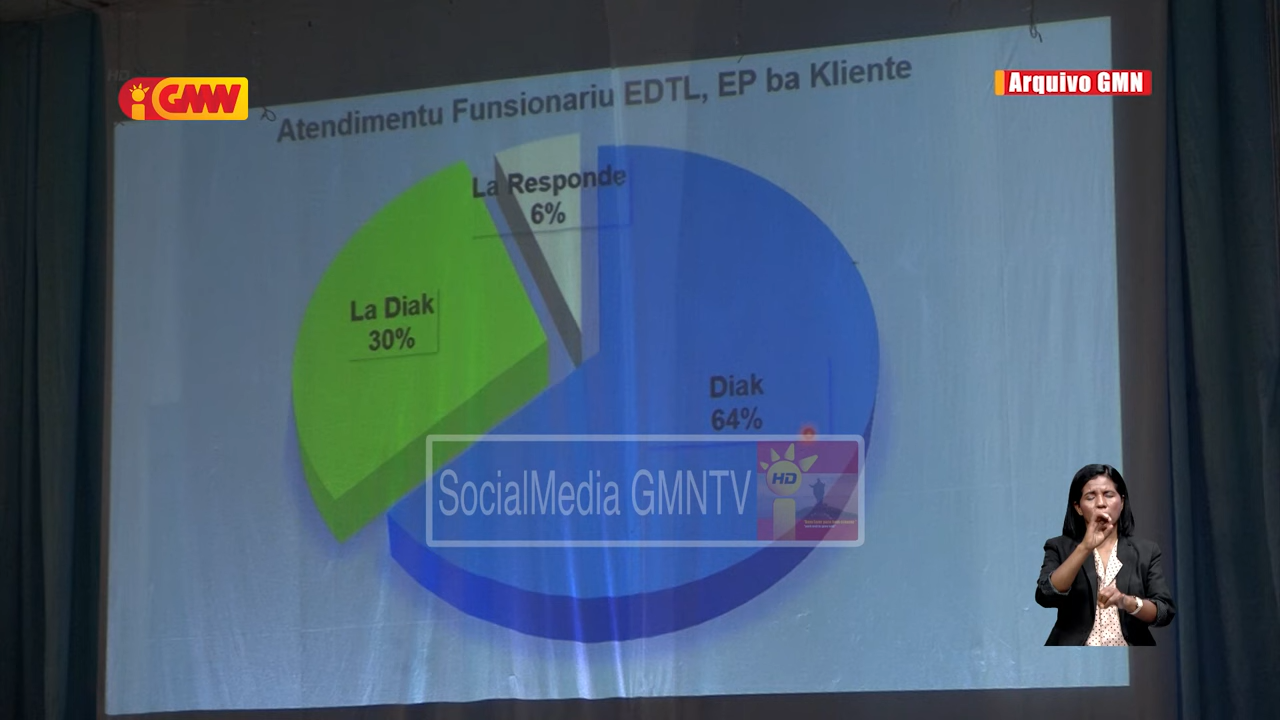 GMN
Arquivo GMN
Atendimentu Funsionariu EDTL, EP ba Kliente
La Responde
6%
La Diak
30%
Diak
64%
SocialMedia GMNTV
HD